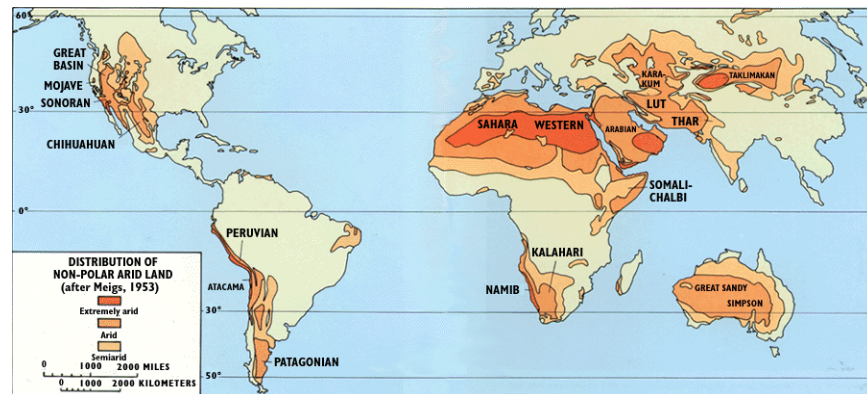 60°
GREAT
BASIN
MOJAVE
SONORAN
30°
CHIHUAHUAN
KARA-
KUM
TAKLIMAKAN
LUT
THAR
SAHARA
WESTERN
ARABIAN
SOMALI-
CHALBI
0°
PERUVIAN
ATACAMA
KALAHARI
NAMIB
GREAT SANDY
SIMPSON
30°
PATAGONIAN
50°
DISTRIBUTION OF
NON-POLAR ARID LAND
(after Meigs, 1953)
Extremely arid
Arid
Semiarid
0 1000 2000 MILES
0 1000 2000 KILOMETERS